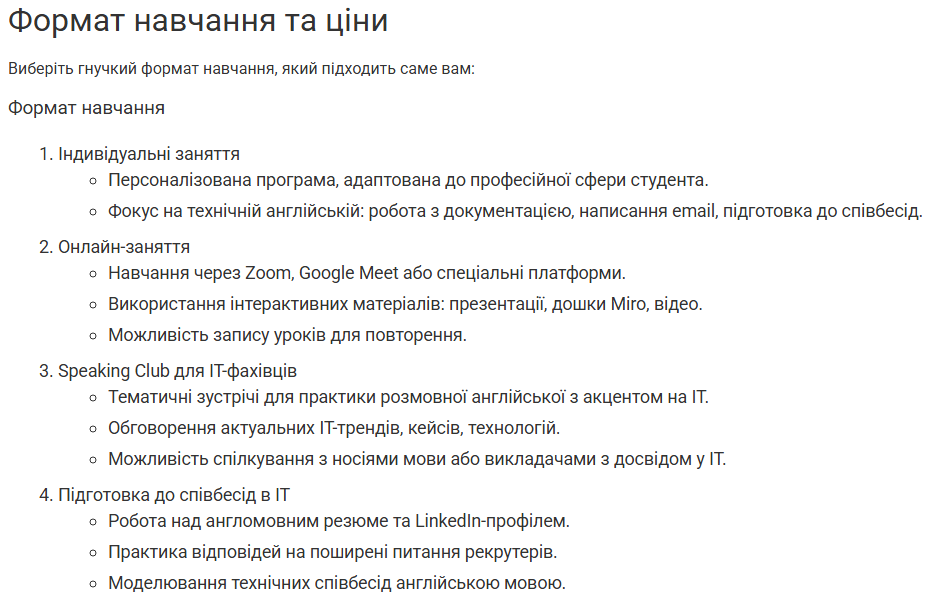 Формат навчання та ціни
Виберіть гнучкий формат навчання, який підходить саме вам:
Формат навчання
1. Індивідуальні заняття
Персоналізована програма, адаптована до професійної сфери студента.
Фокус на технічній англійській: робота з документацією, написання email, підготовка до співбесід.
2. Онлайн-заняття
Навчання через Zoom, Google Meet або спеціальні платформи.
Використання інтерактивних матеріалів: презентації, дошки Miro, відео.
Можливість запису уроків для повторення.
3. Speaking Club для IT-фахівців
Тематичні зустрічі для практики розмовної англійської з акцентом на IT.
Обговорення актуальних IT-трендів, кейсів, технологій.
Можливість спілкування з носіями мови або викладачами з досвідом у IT.
4. Підготовка до співбесід в IT
Робота над англомовним резюме та LinkedIn-профілем.
Практика відповідей на поширені питання рекрутерів.
Моделювання технічних співбесід англійською мовою.